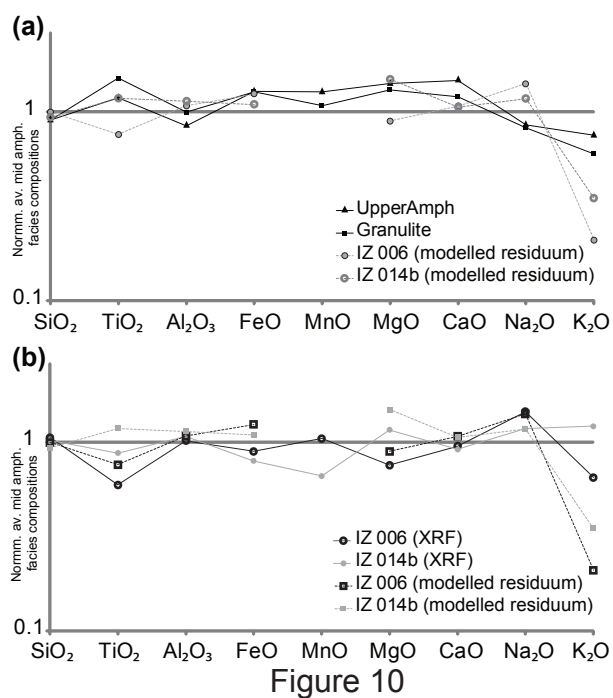 (a)
1
Normm. av. mid amph.
facies compositions
UpperAmph
Granulite
IZ 006 (modelled residuum)
IZ 014b (modelled residuum)
0.1
SiO₂ TiO₂ Al₂O₃ FeO MnO MgO CaO Na₂O K₂O
(b)
1
Normm. av. mid amph.
facies compositions
IZ 006 (XRF)
IZ 014b (XRF)
IZ 006 (modelled residuum)
IZ 014b (modelled residuum)
0.1
SiO₂ TiO₂ Al₂O₃ FeO MnO MgO CaO Na₂O K₂O
Figure 10